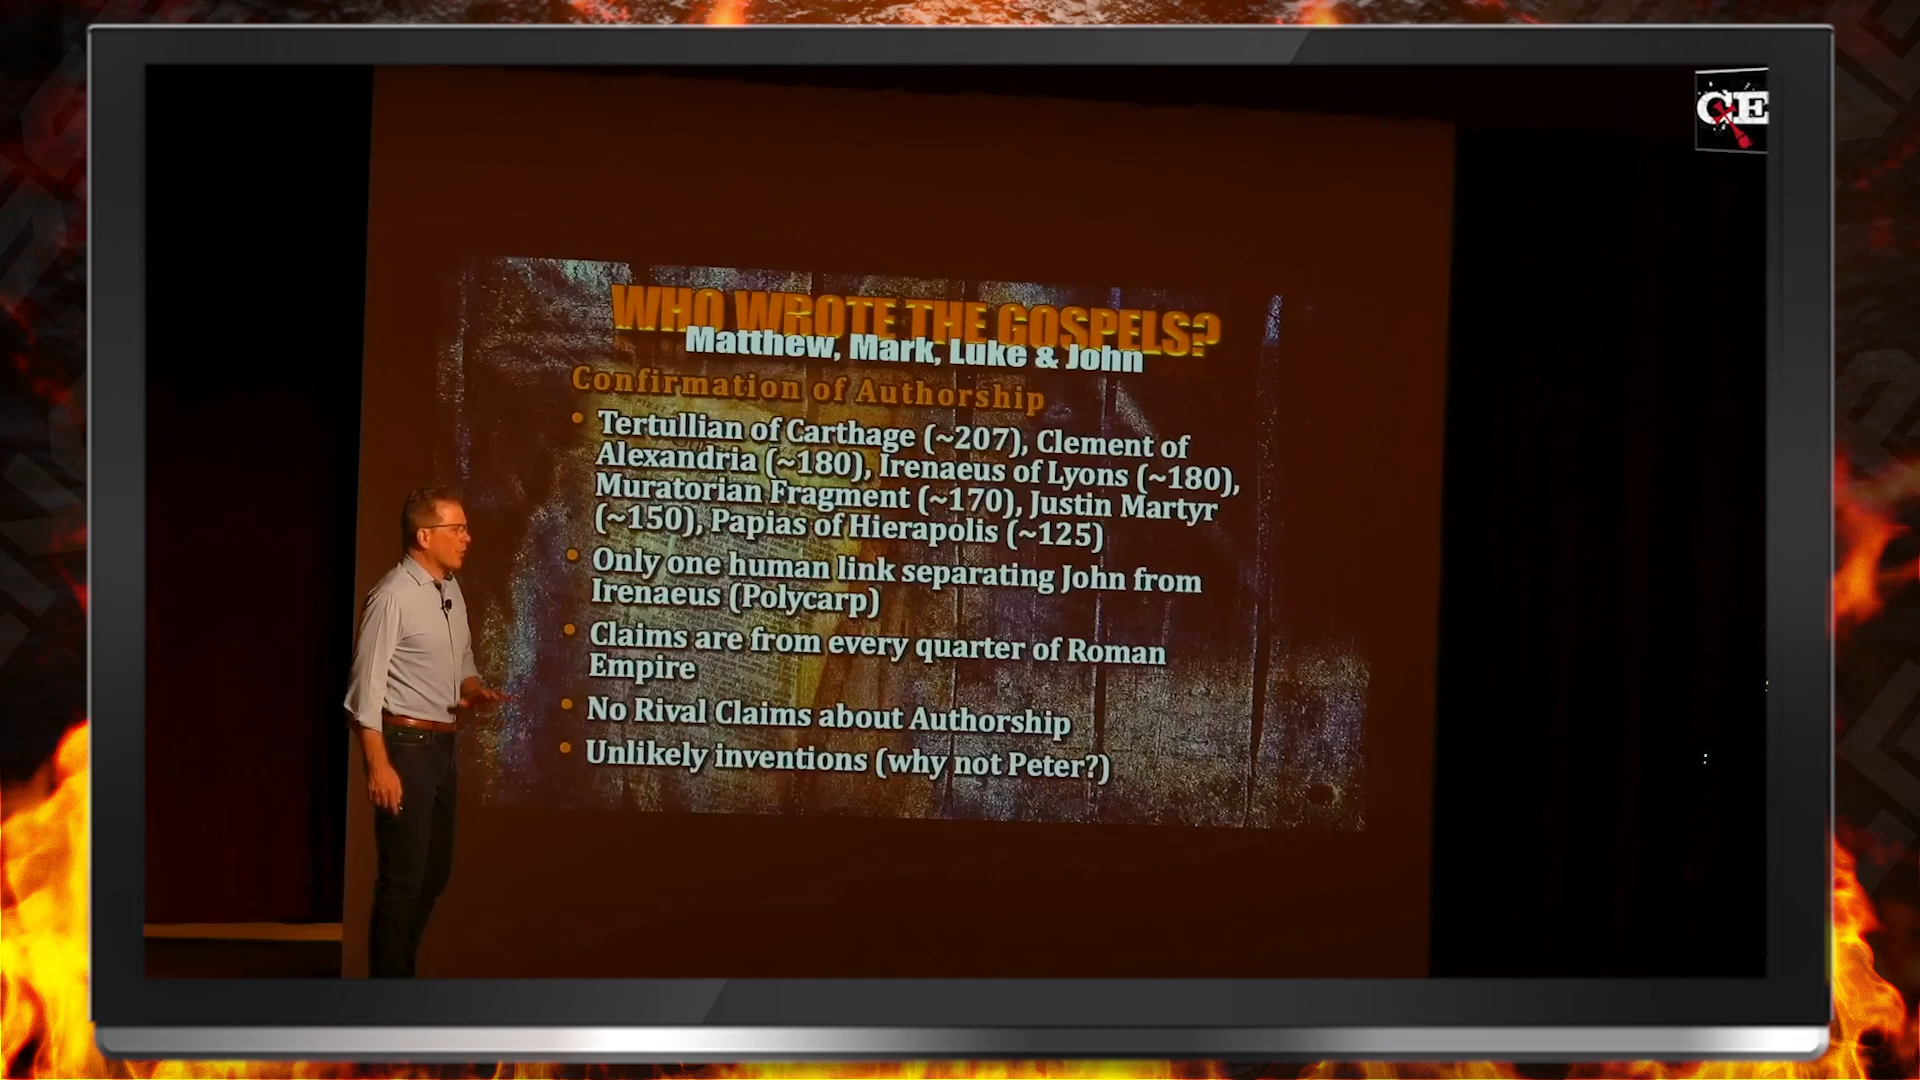 CE
WHO WROTE THE GOSPELS?
Matthew, Mark, Luke & John
Confirmation of Authorship
• Tertullian of Carthage (~207), Clement of
Alexandria (~180), Irenaeus of Lyons (~180),
Muratorian Fragment (~170), Justin Martyr
(~150), Papias of Hierapolis (~125)
• Only one human link separating John from
Irenaeus (Polycarp)
• Claims are from every quarter of Roman
Empire
• No Rival Claims about Authorship
• Unlikely inventions (why not Peter?)